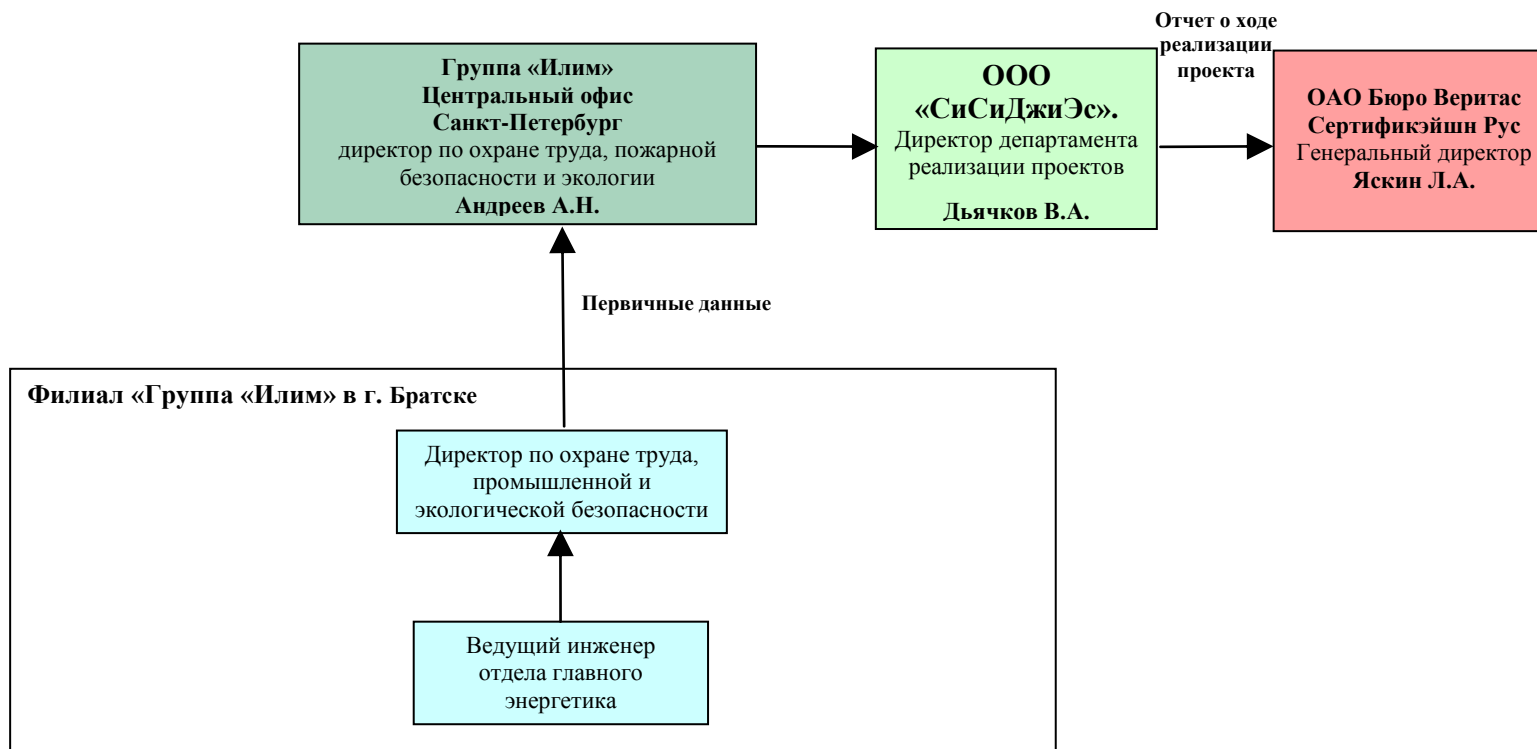 Группа «Илим»
Центральный офис
Санкт-Петербург
директор по охране труда, пожарной
безопасности и экологии
Андреев А.Н.
ООО
«СиСиДжиЭс».
Директор департамента
реализации проектов
Дьячков В.А.
Отчет о ходе
реализации
проекта
ОАО Бюро Веритас
Сертификэйшн Рус
Генеральный директор
Яскин Л.А.
Первичные данные
Филиал «Группа «Илим» в г. Братске
Директор по охране труда,
промышленной и
экологической безопасности
Ведущий инженер
отдела главного
энергетика